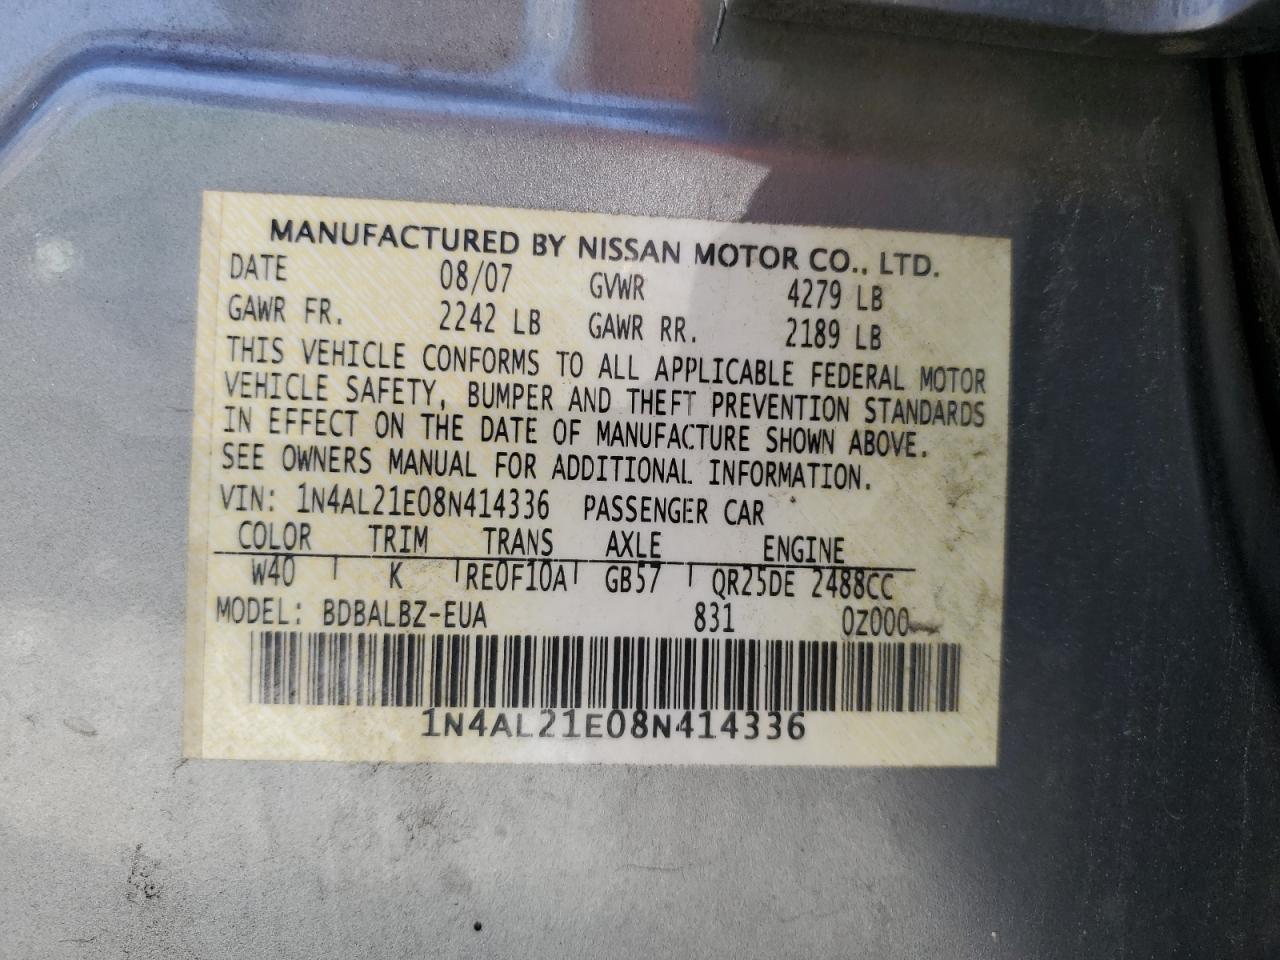 MANUFACTURED BY NISSAN MOTOR CO., LTD.
DATE 08/07 GVWR 4279 LB
GAWR FR. 2242 LB GAWR RR. 2189 LB
THIS VEHICLE CONFORMS TO ALL APPLICABLE FEDERAL MOTOR
VEHICLE SAFETY, BUMPER AND THEFT PREVENTION STANDARDS
IN EFFECT ON THE DATE OF MANUFACTURE SHOWN ABOVE.
SEE OWNERS MANUAL FOR ADDITIONAL INFORMATION.
VIN: 1N4AL21E08N414336 PASSENGER CAR
COLOR TRIM TRANS AXLE ENGINE
W40 K RE0F10A GB57 QR25DE 2488CC
MODEL: BDBALBZ-EUA 831 0Z000
1N4AL21E08N414336